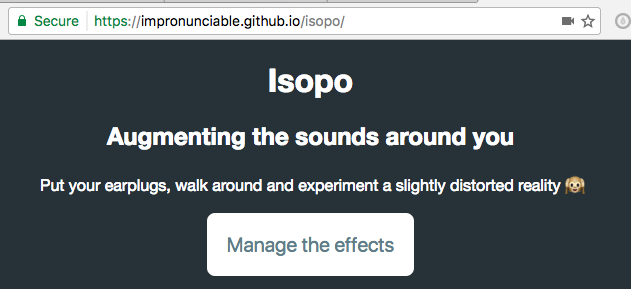 Secure https://impronunciable.github.io/isopo/
Isopo
Augmenting the sounds around you
Put your earplugs, walk around and experiment a slightly distorted reality 🙉
Manage the effects